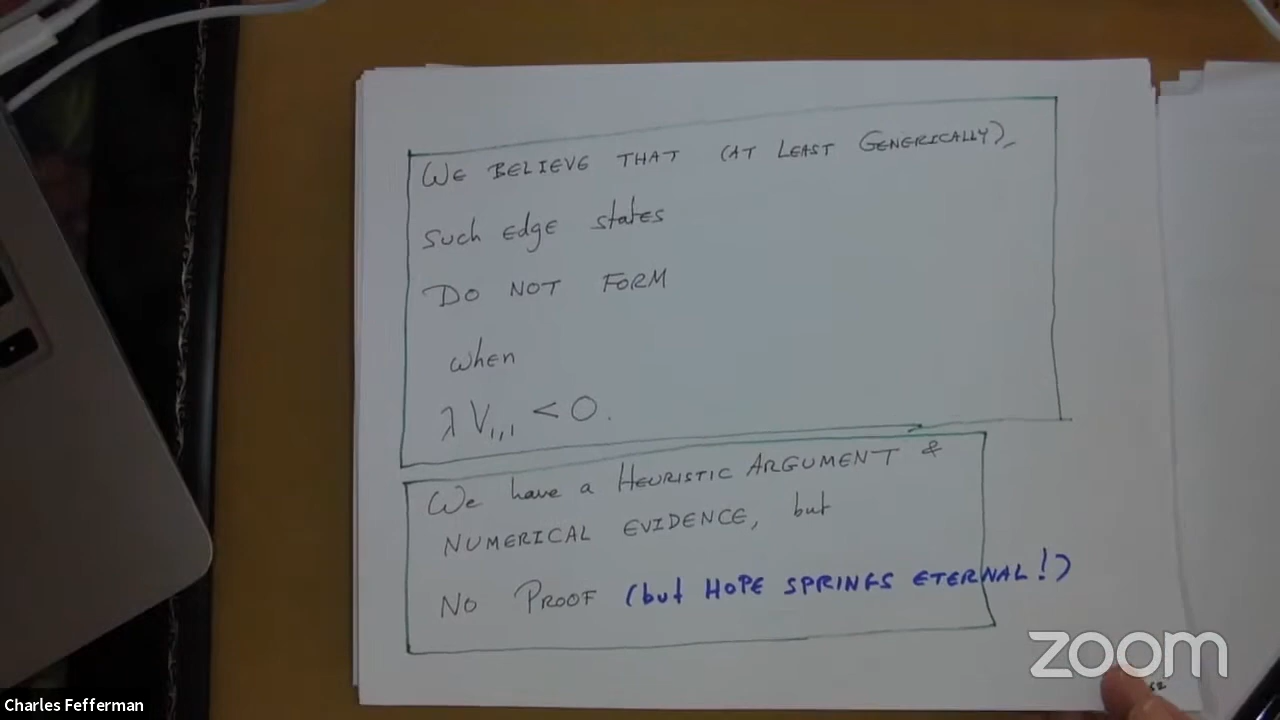 We BELIEVE THAT (AT LEAST GENERICALLY),
such edge states
DO NOT FORM
when
λ V₁,₁ < 0.
We have a HEURISTIC ARGUMENT &
NUMERICAL EVIDENCE, but
NO PROOF (but HOPE SPRINGS ETERNAL!)
zoom
52
Charles Fefferman